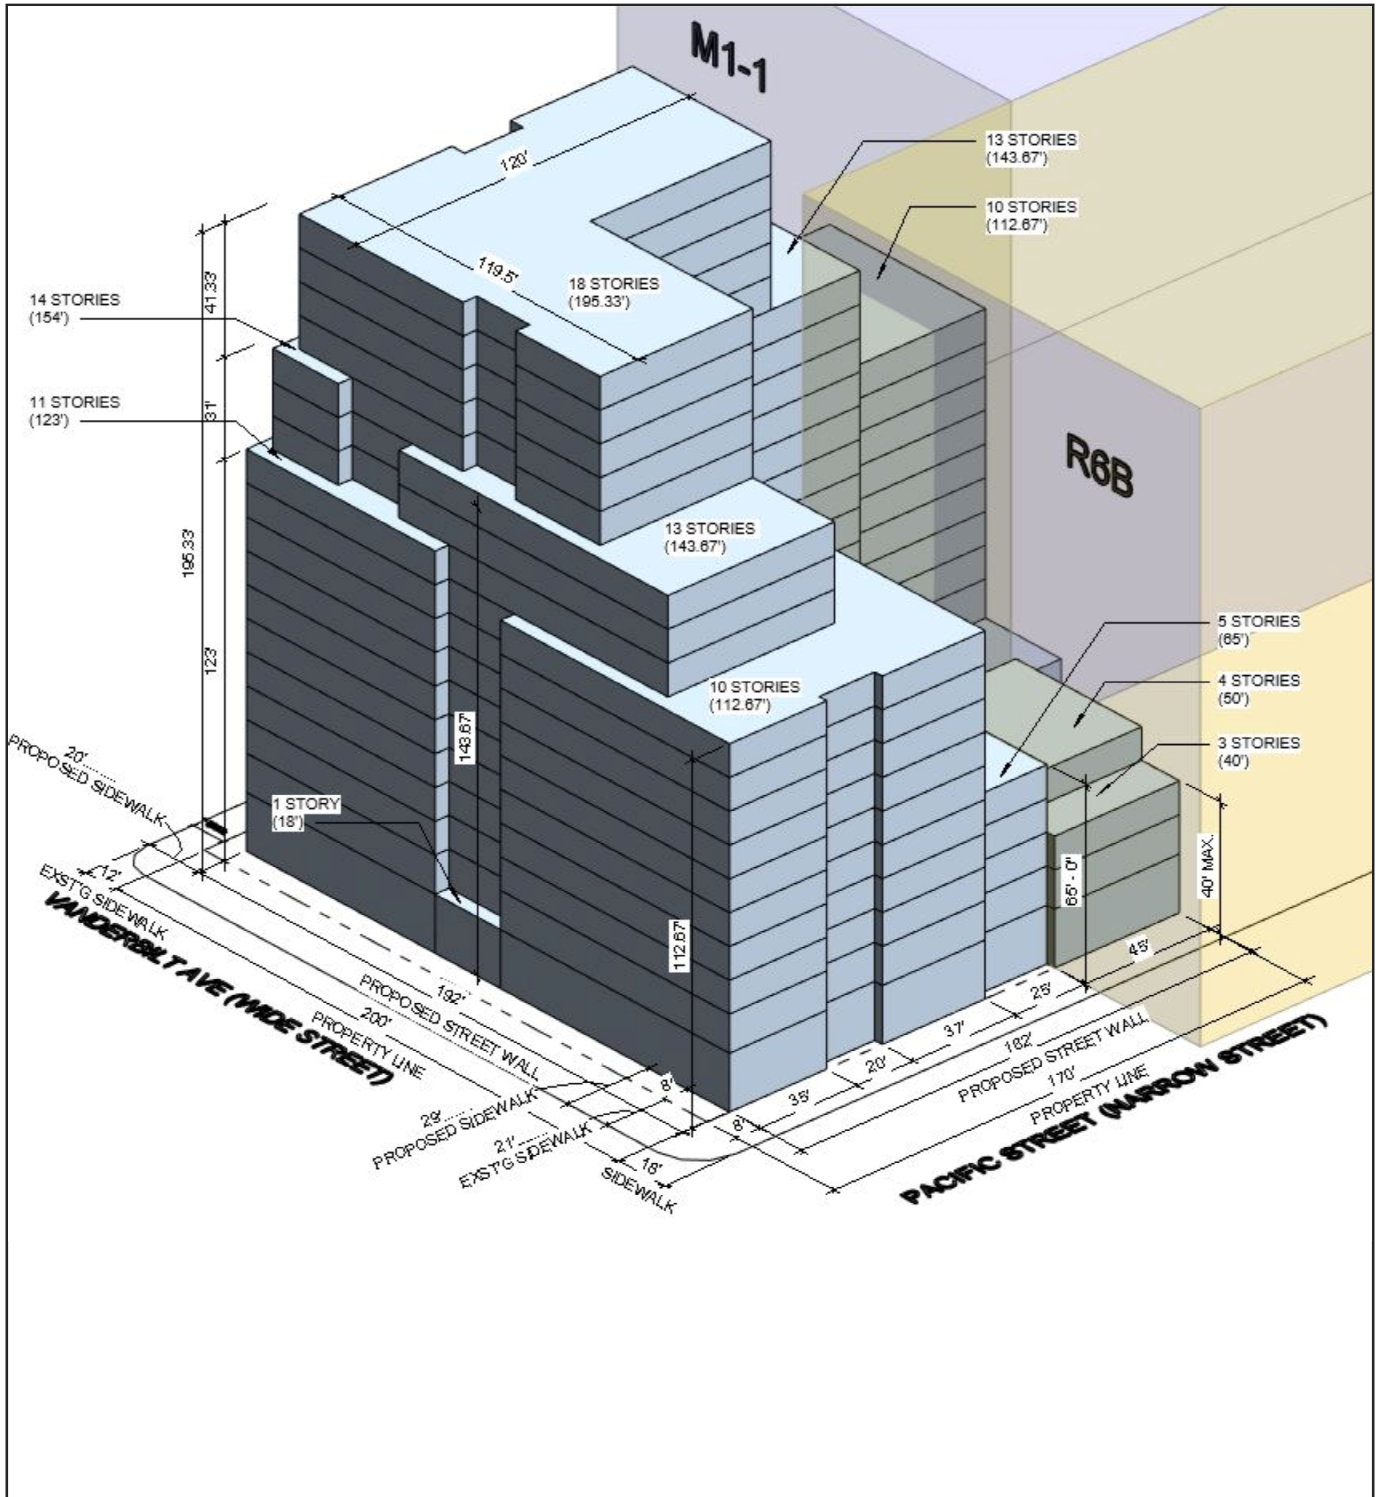 M1-1
13 STORIES
(143.67')
10 STORIES
(112.67')
120'
119.5'
18 STORIES
(195.33')
14 STORIES
(154')
41.33'
11 STORIES
(123')
31'
R6B
195.33'
13 STORIES
(143.67')
5 STORIES
(65')
123'
4 STORIES
(50')
10 STORIES
(112.67')
3 STORIES
(40')
143.67'
20'
PROPOSED SIDEWALK
1 STORY
(18')
65' - 0"
40' MAX.
12'
EXST'G SIDEWALK
VANDERBILT AVE (WIDE STREET)
112.67'
192'
PROPOSED STREET WALL
200'
PROPERTY LINE
45'
25'
37'
20'
35'
8'
162'
PROPOSED STREET WALL
170'
PROPERTY LINE
PACIFIC STREET (NARROW STREET)
8'
29'
PROPOSED SIDEWALK
21'
EXST'G SIDEWALK
18'
SIDEWALK